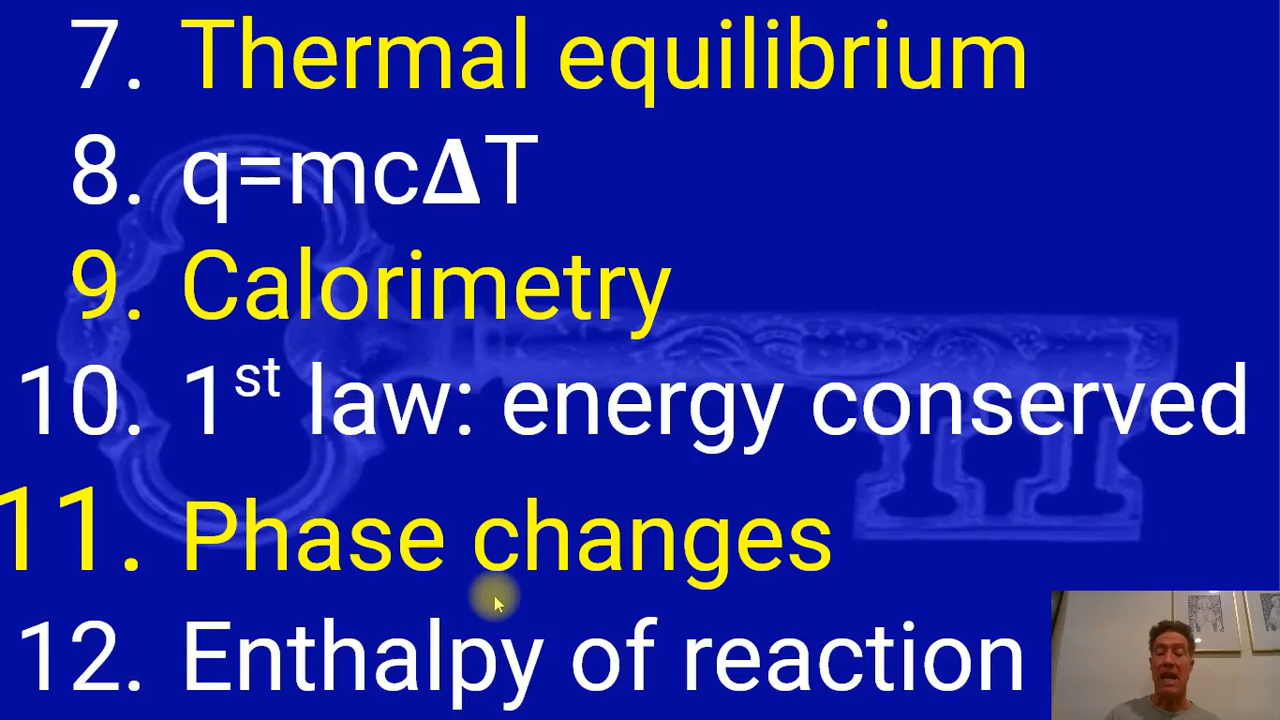 7. Thermal equilibrium
8. q=mcΔT
9. Calorimetry
10. 1st law: energy conserved
11. Phase changes
12. Enthalpy of reaction